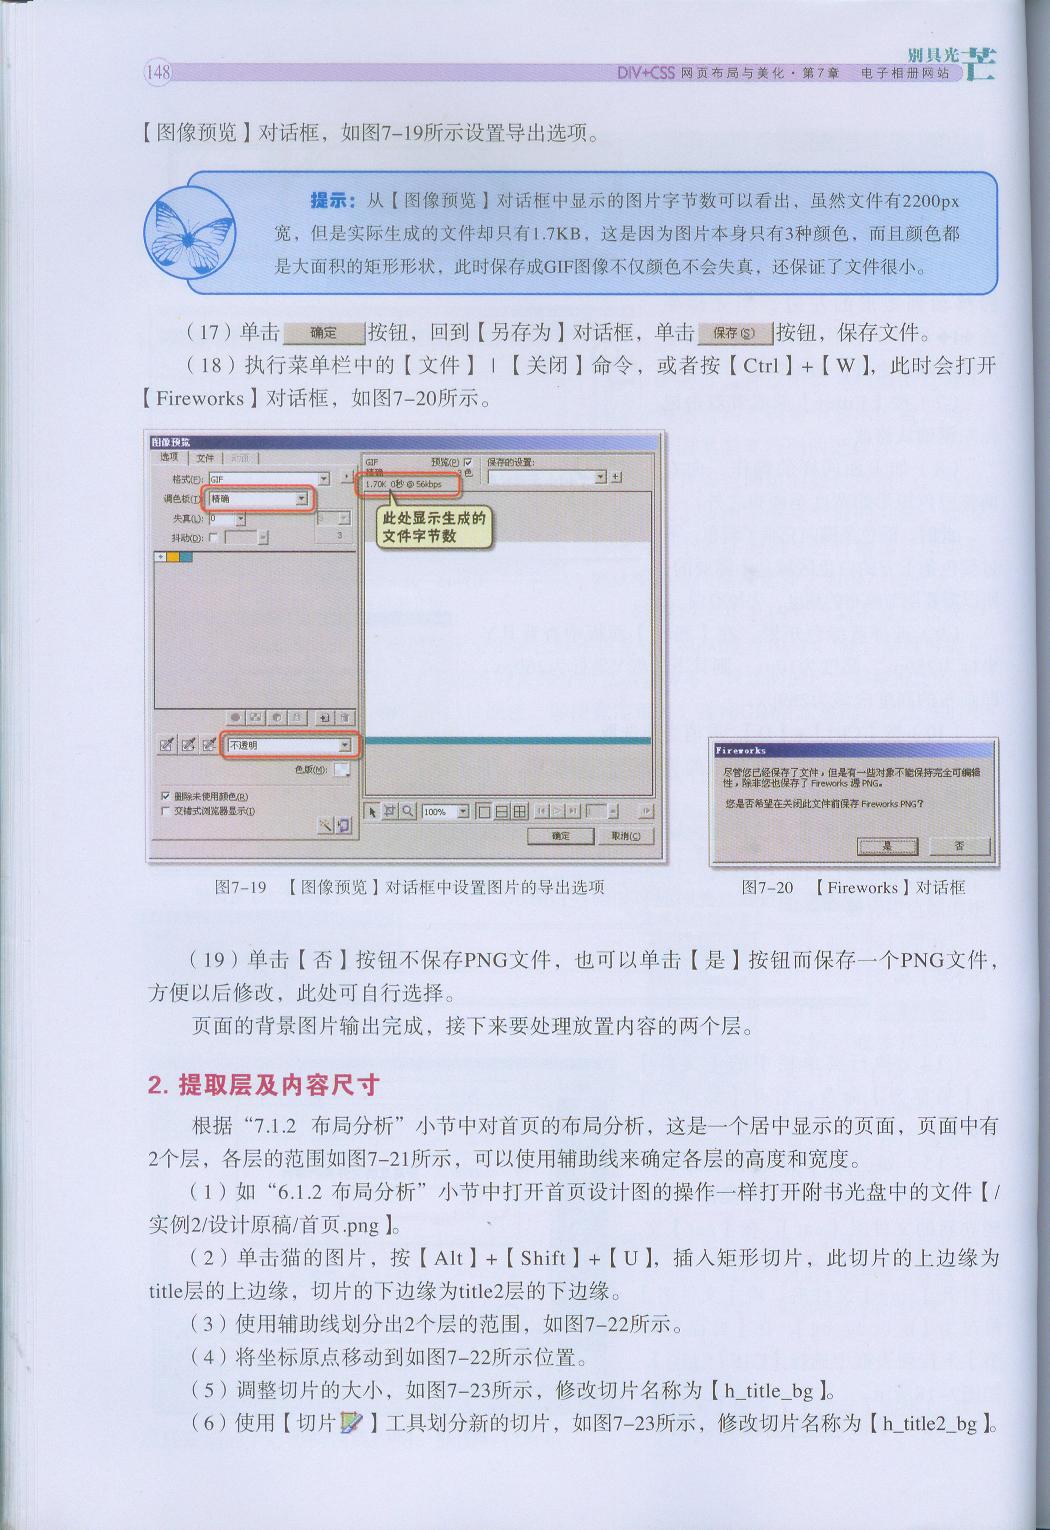 148
别具光芒
DIV+CSS 网页布局与美化·第7章 电子相册网站
【图像预览】对话框，如图7-19所示设置导出选项。
提示：从【图像预览】对话框中显示的图片字节数可以看出，虽然文件有2200px
宽，但是实际生成的文件却只有1.7KB，这是因为图片本身只有3种颜色，而且颜色都
是大面积的矩形形状，此时保存成GIF图像不仅颜色不会失真，还保证了文件很小。
（17）单击 确定 按钮，回到【另存为】对话框，单击 保存(S) 按钮，保存文件。
（18）执行菜单栏中的【文件】|【关闭】命令，或者按【Ctrl】+【W】，此时会打开
【Fireworks】对话框，如图7-20所示。
图像预览
选项 文件 动画
格式(F): GIF
调色板(T): 精确
失真(L): 0
抖动(D):
3
不透明
色版(M):
删除未使用颜色(R)
交错式浏览器显示(I)
GIF 预览(P) 保存的设置:
精确 3 色
1.70K 0秒 @ 56kbps
此处显示生成的
文件字节数
100%
1
确定 取消(C)
Fireworks
尽管您已经保存了文件，但是有一些对象不能保持完全可编辑
性，除非您也保存了 Fireworks 源 PNG。
您是否希望在关闭此文件前保存 Fireworks PNG?
是 否
图7-19 【图像预览】对话框中设置图片的导出选项
图7-20 【Fireworks】对话框
（19）单击【否】按钮不保存PNG文件，也可以单击【是】按钮而保存一个PNG文件，
方便以后修改，此处可自行选择。
页面的背景图片输出完成，接下来要处理放置内容的两个层。
2. 提取层及内容尺寸
根据“7.1.2 布局分析”小节中对首页的布局分析，这是一个居中显示的页面，页面中有
2个层，各层的范围如图7-21所示，可以使用辅助线来确定各层的高度和宽度。
（1）如“6.1.2 布局分析”小节中打开首页设计图的操作一样打开附书光盘中的文件【/
实例2/设计原稿/首页.png】。
（2）单击猫的图片，按【Alt】+【Shift】+【U】，插入矩形切片，此切片的上边缘为
title层的上边缘，切片的下边缘为title2层的下边缘。
（3）使用辅助线划分出2个层的范围，如图7-22所示。
（4）将坐标原点移动到如图7-22所示位置。
（5）调整切片的大小，如图7-23所示，修改切片名称为【h_title_bg】。
（6）使用【切片】工具划分新的切片，如图7-23所示，修改切片名称为【h_title2_bg】。